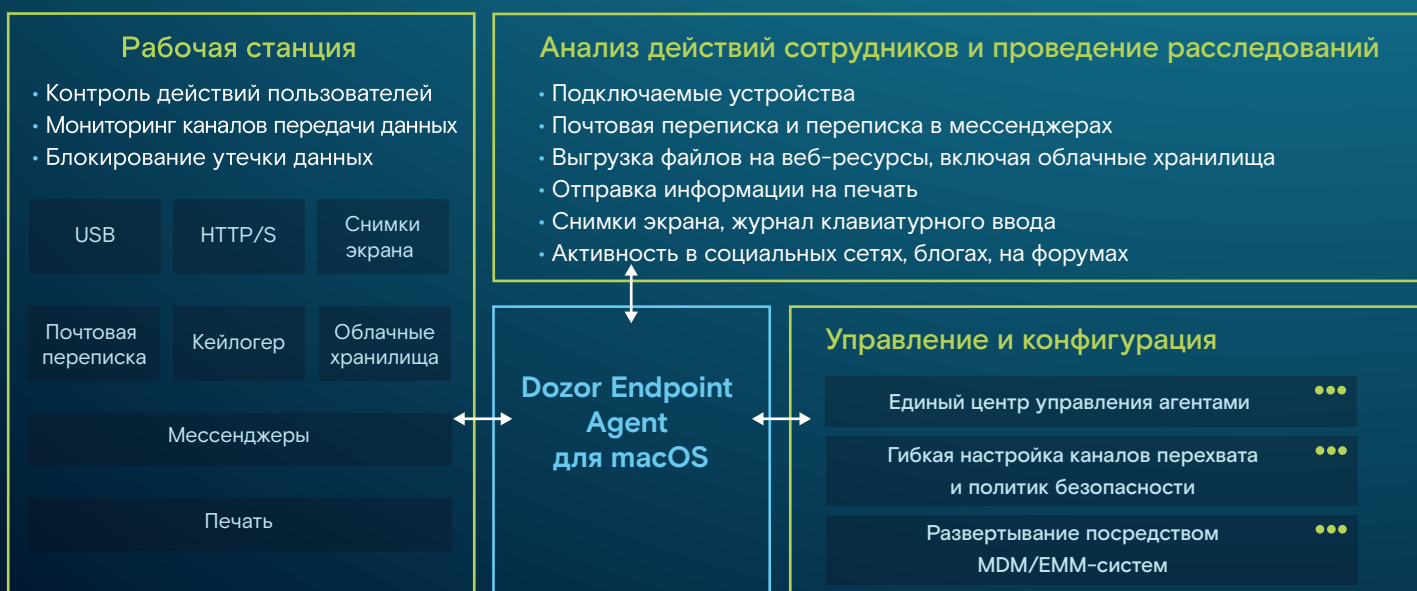 Рабочая станция
• Контроль действий пользователей
• Мониторинг каналов передачи данных
• Блокирование утечки данных
USB
HTTP/S
Снимки
экрана
Почтовая
переписка
Кейлогер
Облачные
хранилища
Мессенджеры
Печать
Анализ действий сотрудников и проведение расследований
• Подключаемые устройства
• Почтовая переписка и переписка в мессенджерах
• Выгрузка файлов на веб-ресурсы, включая облачные хранилища
• Отправка информации на печать
• Снимки экрана, журнал клавиатурного ввода
• Активность в социальных сетях, блогах, на форумах
Dozor Endpoint
Agent
для macOS
Управление и конфигурация
Единый центр управления агентами
Гибкая настройка каналов перехвата
и политик безопасности
Развертывание посредством
MDM/EMM-систем